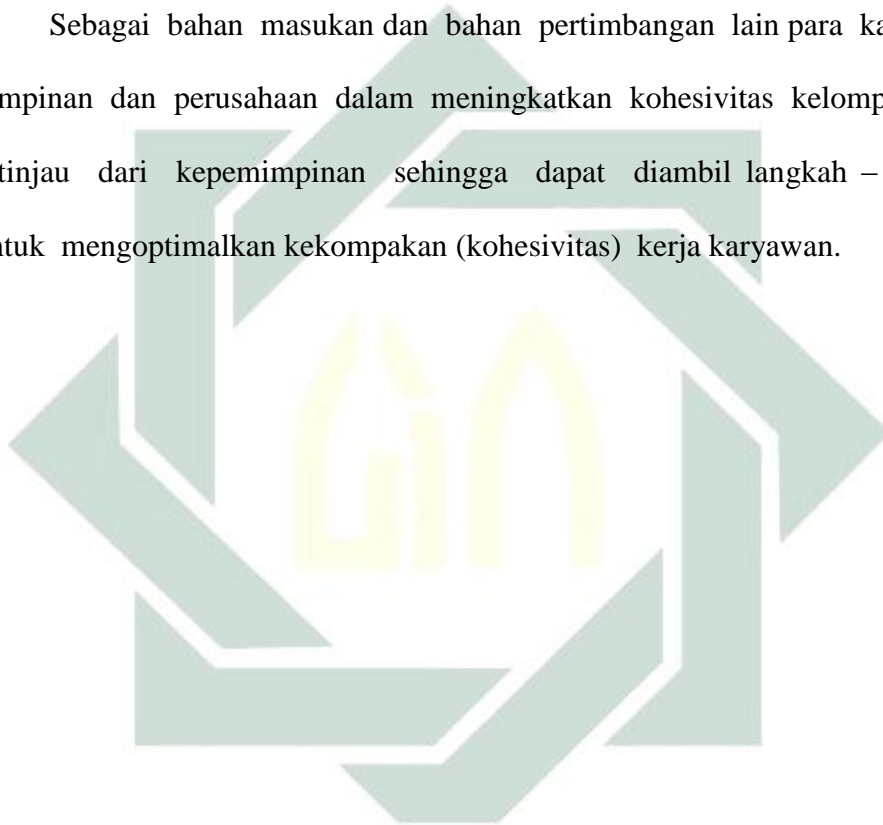 Sebagai bahan masukan dan bahan pertimbangan lain para ka
mpinan dan perusahaan dalam meningkatkan kohesivitas kelomp
tinjau dari kepemimpinan sehingga dapat diambil langkah –
ntuk mengoptimalkan kekompakan (kohesivitas) kerja karyawan.